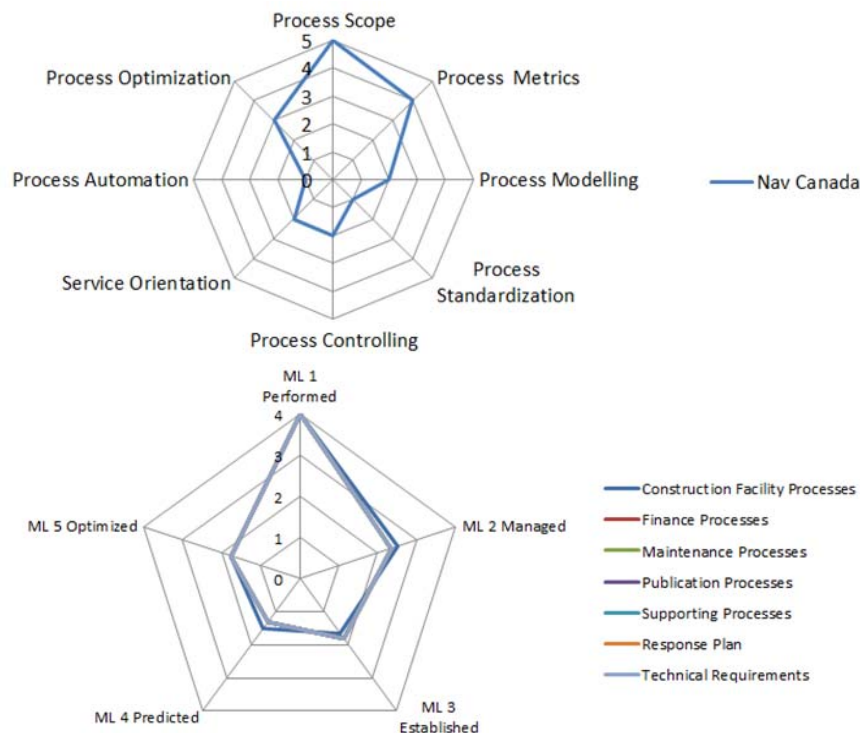 Process Scope
5
Process Optimization
4
Process Metrics
3
2
1
Process Automation
0
Process Modelling
Nav Canada
Service Orientation
Process
Standardization
Process Controlling
ML 1
Performed
4
3
ML 5 Optimized
2
ML 2 Managed
1
0
ML 4 Predicted
ML 3
Established
Construction Facility Processes
Finance Processes
Maintenance Processes
Publication Processes
Supporting Processes
Response Plan
Technical Requirements